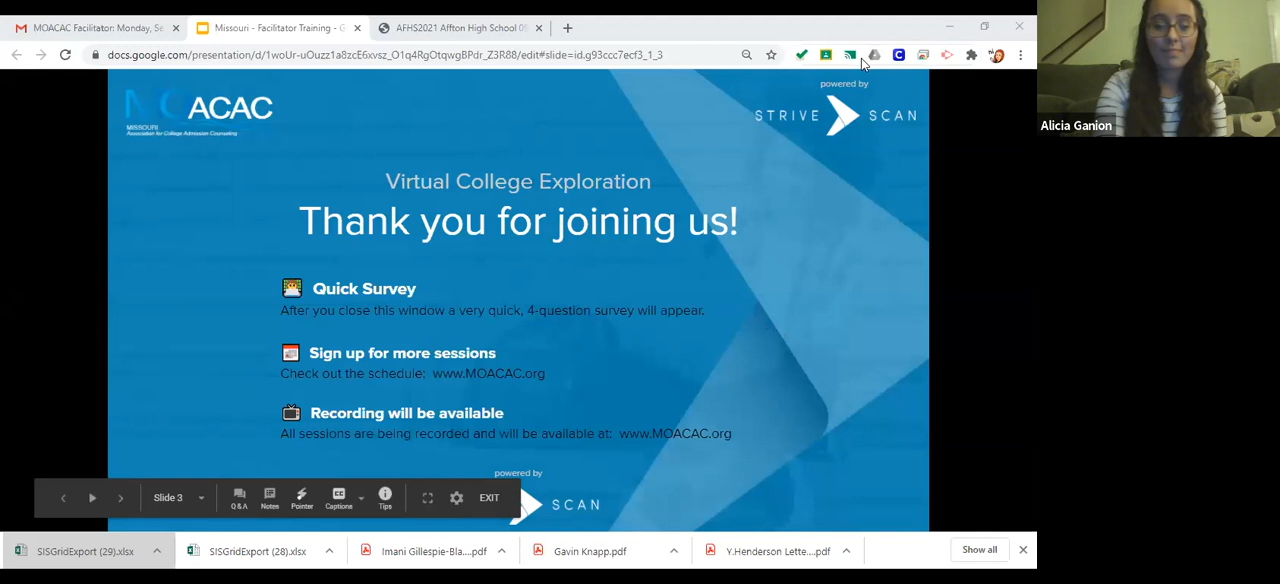 MOACAC Facilitator: Monday, Se
Missouri - Facilitator Training - G
AFHS2021 Affton High School 05
docs.google.com/presentation/d/1woUr-uOuzz1a8zcE6xvsz_O1q4RgOtqwgBPdr_Z3R88/edit#slide=id.g93ccc7ecf3_1_3
Alicia Ganion
MOACAC
MISSOURI
Association for College Admission Counseling
powered by
STRIVE SCAN
Virtual College Exploration
Thank you for joining us!
Quick Survey
After you close this window a very quick, 4-question survey will appear.
Sign up for more sessions
Check out the schedule: www.MOACAC.org
Recording will be available
All sessions are being recorded and will be available at: www.MOACAC.org
powered by
SCAN
Slide 3
Q&A
Notes
Pointer
Captions
Tips
EXIT
SISGridExport (29).xlsx
SISGridExport (28).xlsx
Imani Gillespie-Bla....pdf
Gavin Knapp.pdf
Y.Henderson Lette....pdf
Show all